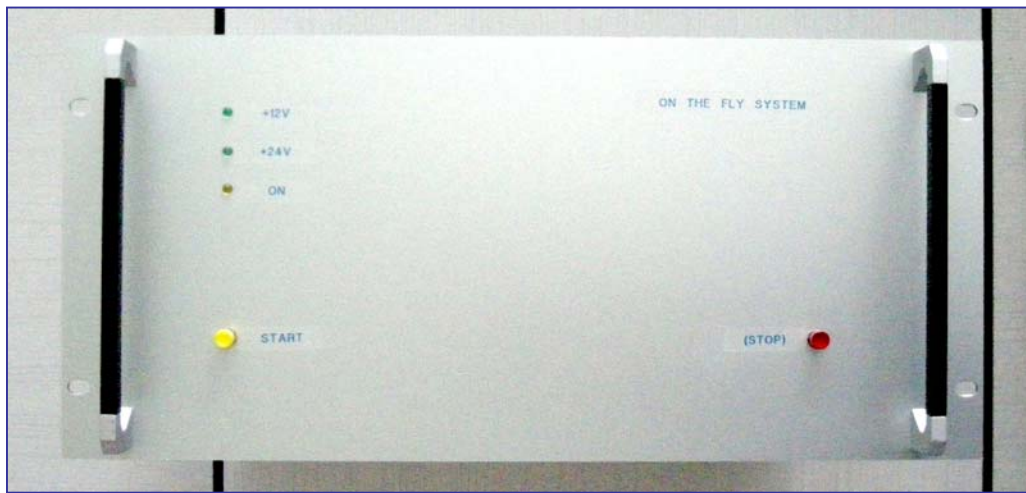 ON THE FLY SYSTEM
+12V
+24V
ON
START
(STOP)